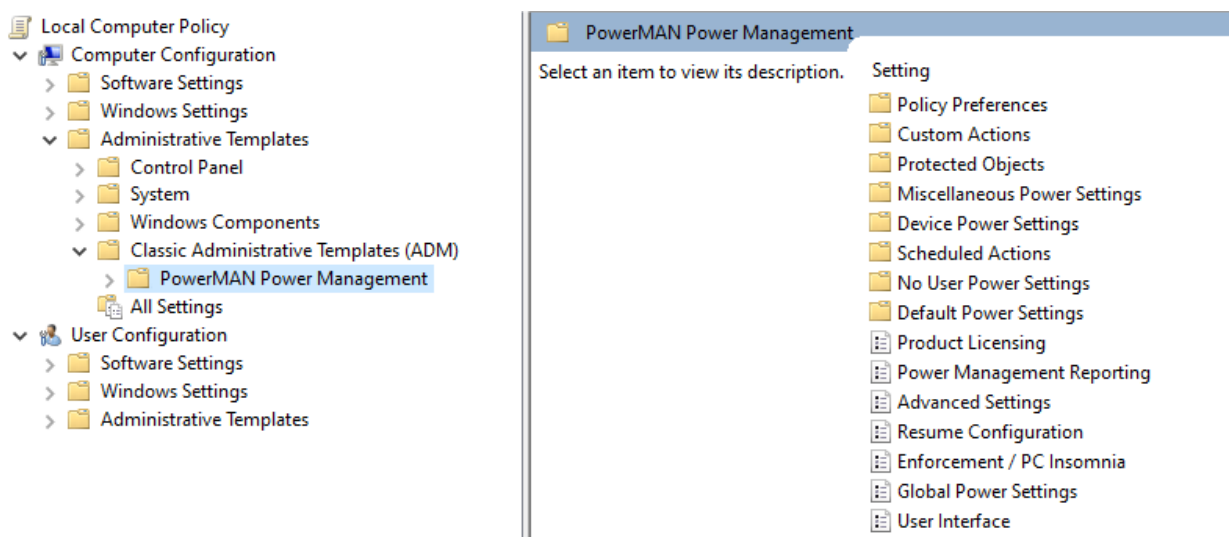 Local Computer Policy
Computer Configuration
Software Settings
Windows Settings
Administrative Templates
Control Panel
System
Windows Components
Classic Administrative Templates (ADM)
PowerMAN Power Management
All Settings
User Configuration
Software Settings
Windows Settings
Administrative Templates
PowerMAN Power Management
Select an item to view its description.
Setting
Policy Preferences
Custom Actions
Protected Objects
Miscellaneous Power Settings
Device Power Settings
Scheduled Actions
No User Power Settings
Default Power Settings
Product Licensing
Power Management Reporting
Advanced Settings
Resume Configuration
Enforcement / PC Insomnia
Global Power Settings
User Interface